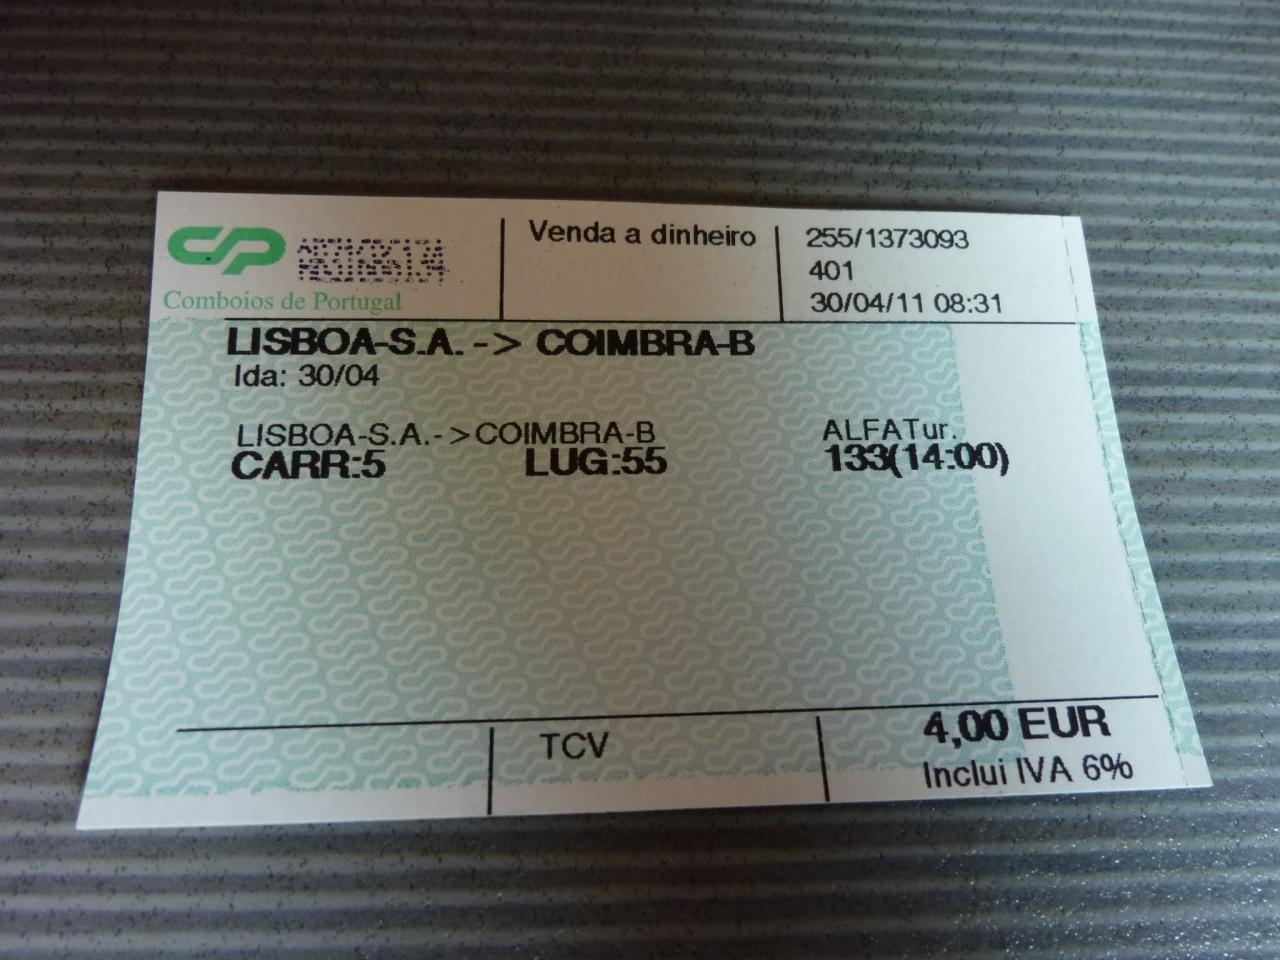 CP
Comboios de Portugal
Venda a dinheiro
255/1373093
401
30/04/11 08:31
LISBOA-S.A. -> COIMBRA-B
Ida: 30/04
LISBOA-S.A.->COIMBRA-B ALFATur.
CARR:5 LUG:55 133(14:00)
TCV
4,00 EUR
Inclui IVA 6%